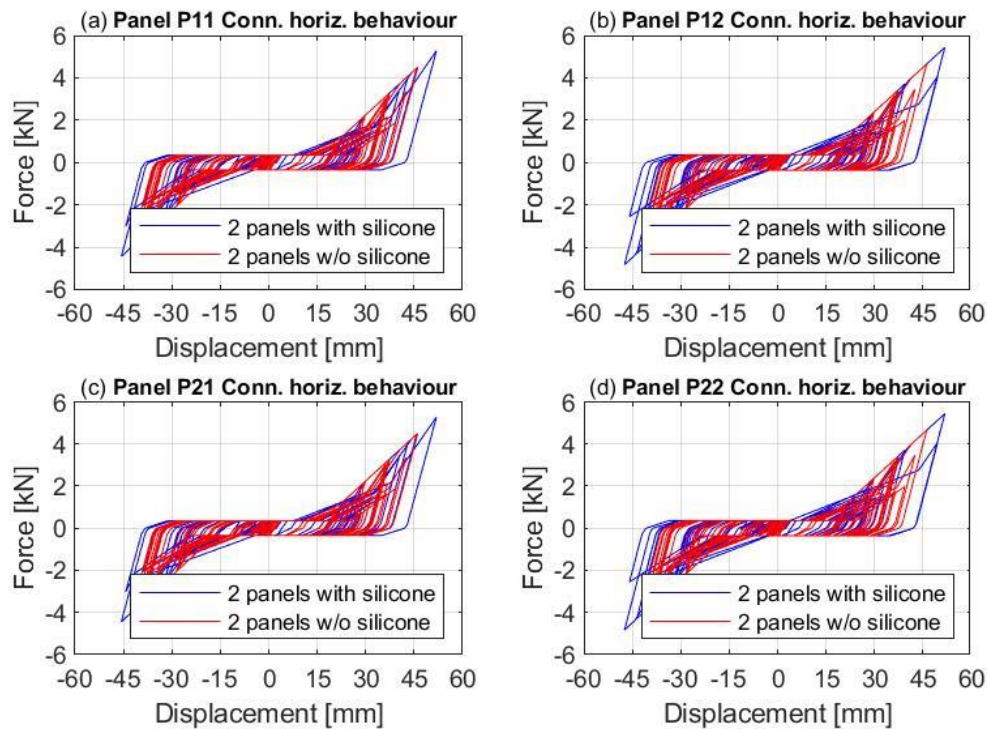 (a) Panel P11 Conn. horiz. behaviour
6
4
2
0
-2
-4
-6
Force [kN]
2 panels with silicone
2 panels w/o silicone
-60 -45 -30 -15 0 15 30 45 60
Displacement [mm]
(b) Panel P12 Conn. horiz. behaviour
6
4
2
0
-2
-4
-6
Force [kN]
2 panels with silicone
2 panels w/o silicone
-60 -45 -30 -15 0 15 30 45 60
Displacement [mm]
(c) Panel P21 Conn. horiz. behaviour
6
4
2
0
-2
-4
-6
Force [kN]
2 panels with silicone
2 panels w/o silicone
-60 -45 -30 -15 0 15 30 45 60
Displacement [mm]
(d) Panel P22 Conn. horiz. behaviour
6
4
2
0
-2
-4
-6
Force [kN]
2 panels with silicone
2 panels w/o silicone
-60 -45 -30 -15 0 15 30 45 60
Displacement [mm]